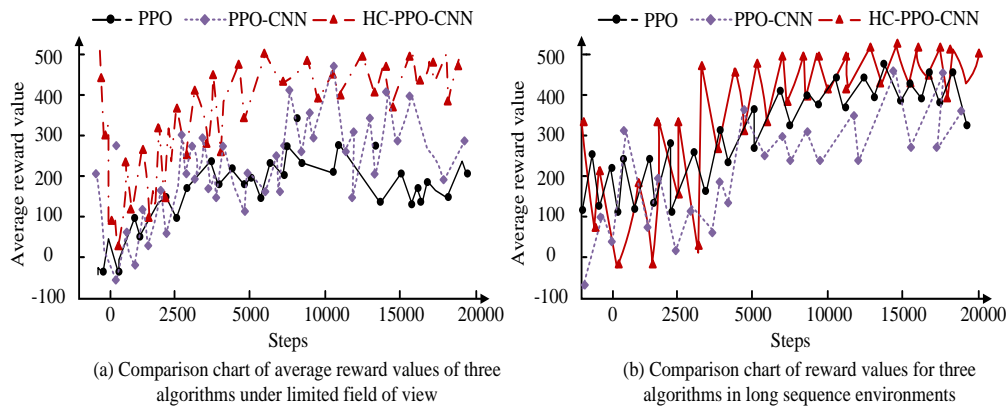 PPO PPO-CNN HC-PPO-CNN
500
400
300
200
100
0
-100
Average reward value
0 2500 5000 10000 15000 20000
Steps
(a) Comparison chart of average reward values of three
algorithms under limited field of view
PPO PPO-CNN HC-PPO-CNN
500
400
300
200
100
0
-100
Average reward value
0 2500 5000 10000 15000 20000
Steps
(b) Comparison chart of reward values for three
algorithms in long sequence environments